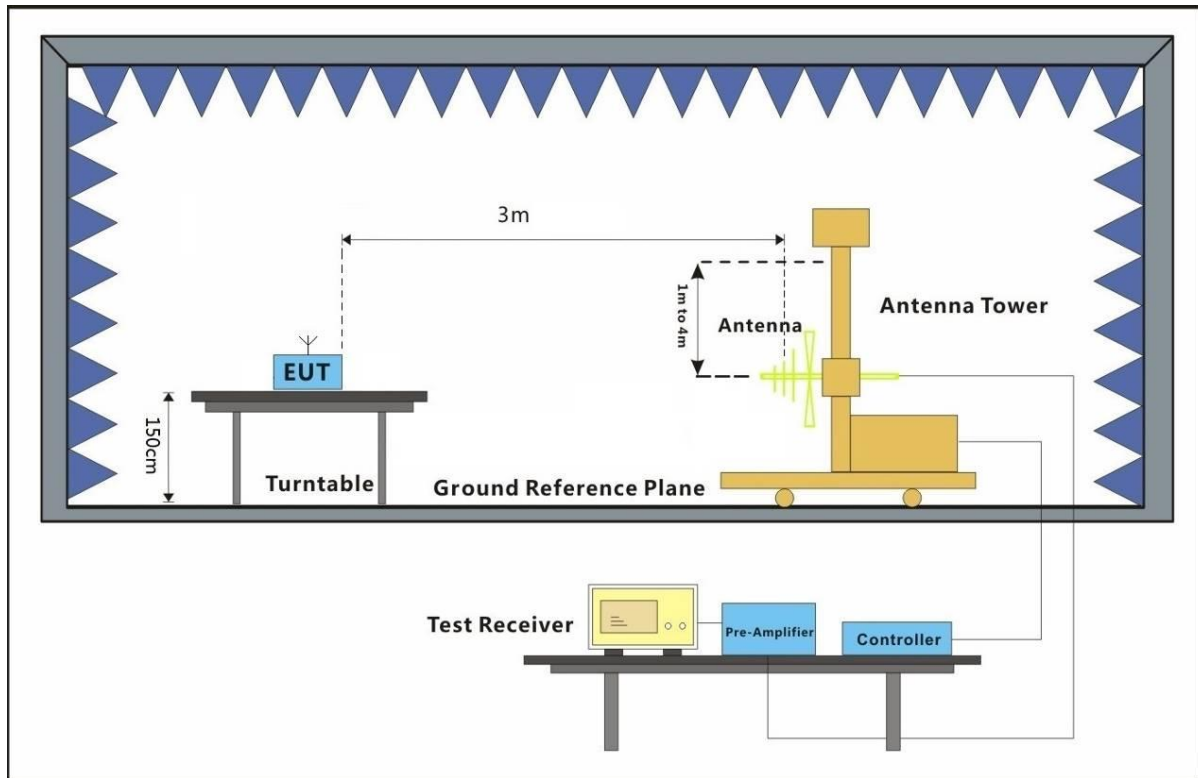 3m
1m to 4m
Antenna
Antenna Tower
EUT
150cm
Turntable
Ground Reference Plane
Test Receiver
Pre-Amplifier
Controller